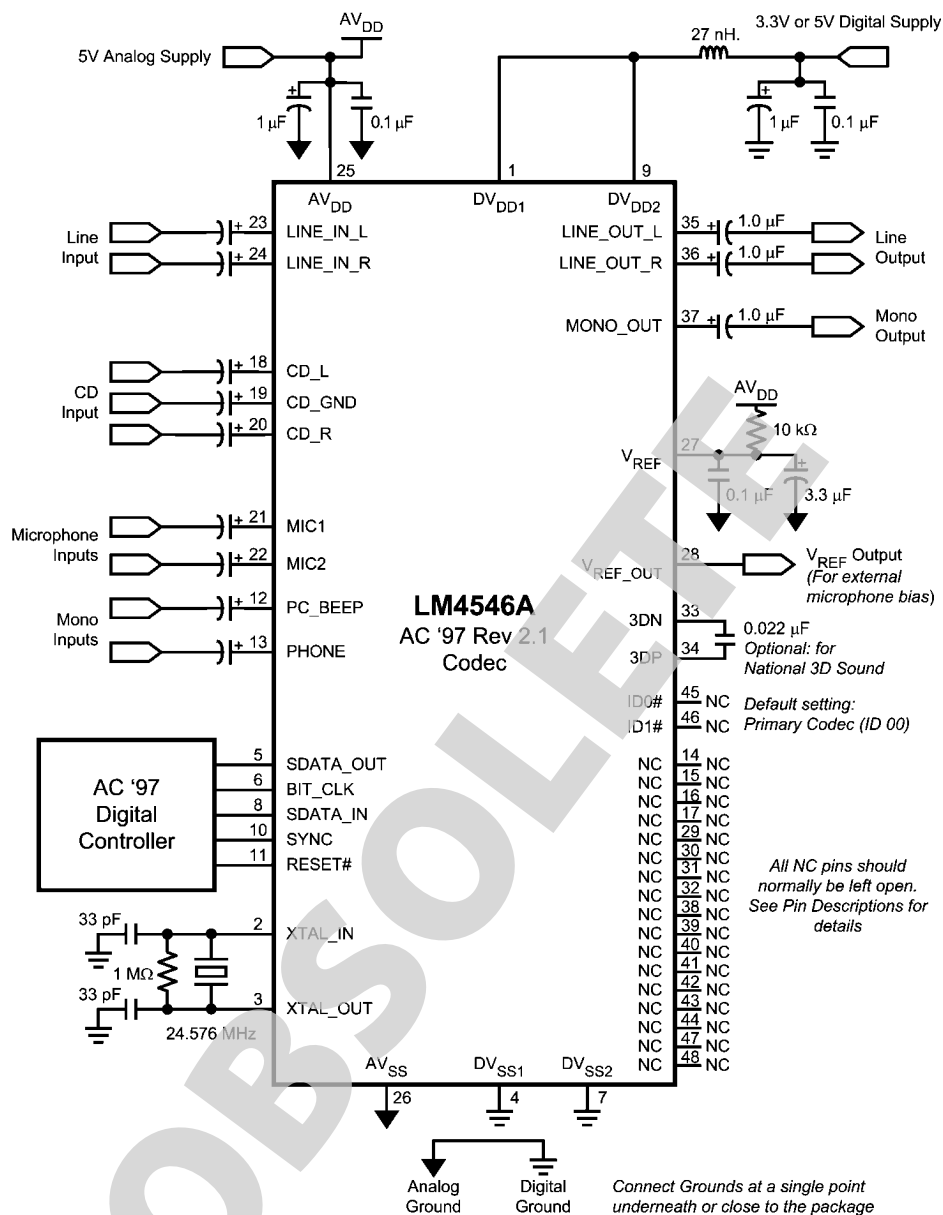 AVDD
3.3V or 5V Digital Supply
27 nH.
5V Analog Supply
+
1 μF
0.1 μF
+
1 μF
0.1 μF
25
1
9
AVDD
DVDD1
DVDD2
Line
Input
+ 23
LINE_IN_L
+ 24
LINE_IN_R
LINE_OUT_L
35
+
1.0 μF
LINE_OUT_R
36
+
1.0 μF
Line
Output
MONO_OUT
37
+
1.0 μF
Mono
Output
CD
Input
+ 18
CD_L
+ 19
CD_GND
+ 20
CD_R
AVDD
10 kΩ
VREF
27
+
0.1 μF
3.3 μF
Microphone
Inputs
+ 21
MIC1
+ 22
MIC2
VREF_OUT
28
VREF Output
(For external
microphone bias)
Mono
Inputs
+ 12
PC_BEEP
+ 13
PHONE
LM4546A
AC '97 Rev 2.1
Codec
3DN
33
3DP
34
0.022 μF
Optional: for
National 3D Sound
ID0#
45
NC
ID1#
46
NC
Default setting:
Primary Codec (ID 00)
AC '97
Digital
Controller
5
SDATA_OUT
6
BIT_CLK
8
SDATA_IN
10
SYNC
11
RESET#
NC 14 NC
NC 15 NC
NC 16 NC
NC 17 NC
NC 29 NC
NC 30 NC
NC 31 NC
NC 32 NC
NC 38 NC
NC 39 NC
NC 40 NC
NC 41 NC
NC 42 NC
NC 43 NC
NC 44 NC
NC 47 NC
NC 48 NC
All NC pins should
normally be left open.
See Pin Descriptions for
details
33 pF
2
XTAL_IN
1 MΩ
33 pF
3
XTAL_OUT
24.576 MHz
AVSS
DVSS1
DVSS2
26
4
7
Analog
Ground
Digital
Ground
Connect Grounds at a single point
underneath or close to the package
OBSOLETE